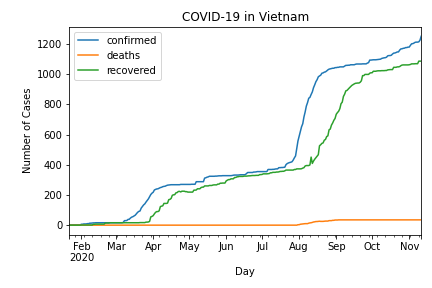 COVID-19 in Vietnam
confirmed
deaths
recovered
Number of Cases
1200
1000
800
600
400
200
0
Feb Mar Apr May Jun Jul Aug Sep Oct Nov
2020
Day